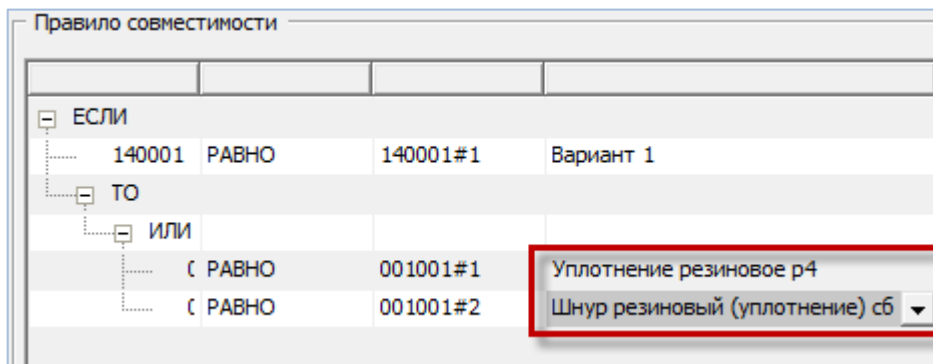 Правило совместимости
ЕСЛИ
140001 РАВНО 140001#1 Вариант 1
ТО
ИЛИ
РАВНО 001001#1 Уплотнение резиновое р4
РАВНО 001001#2 Шнур резиновый (уплотнение) сб